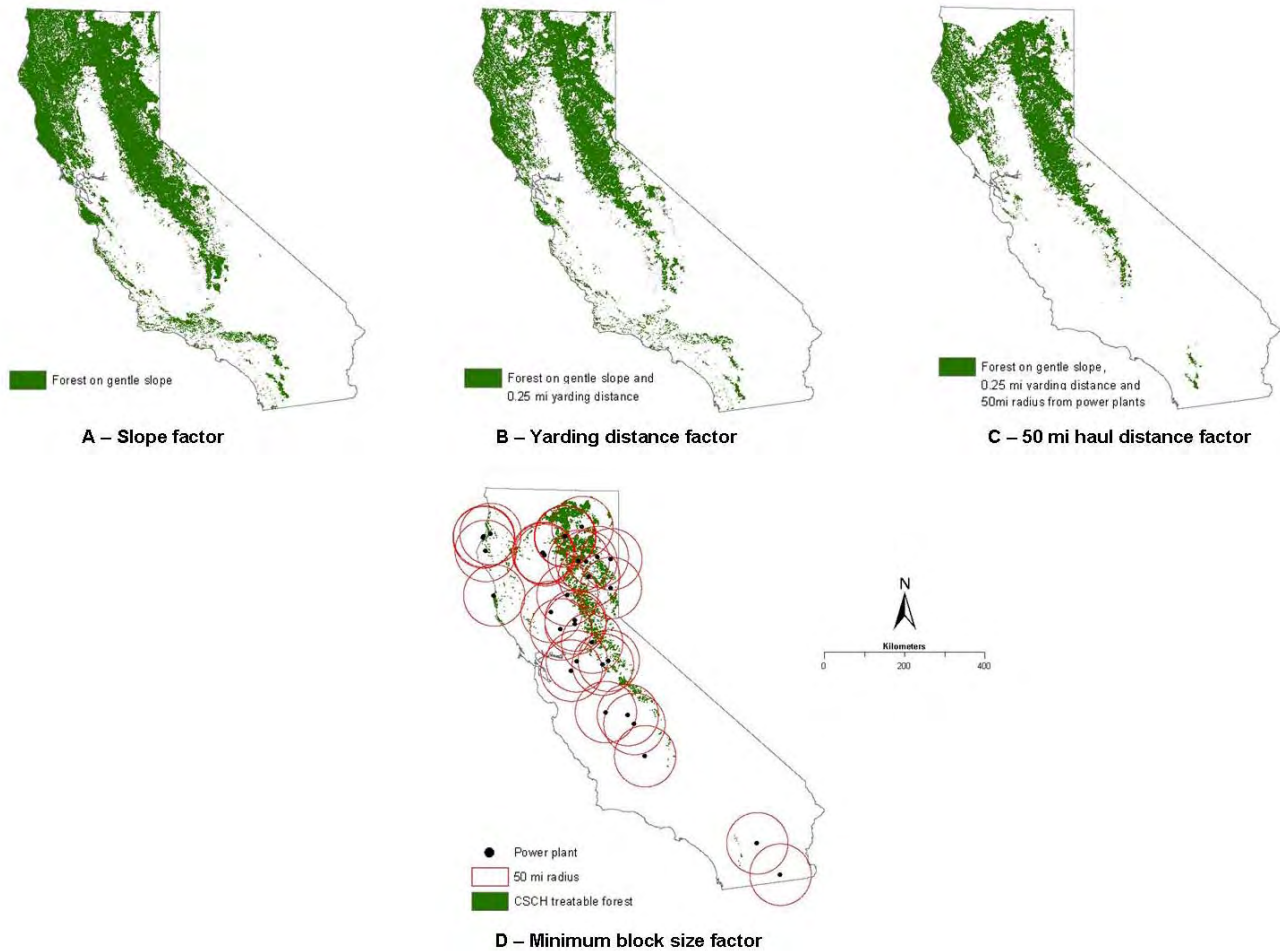 Forest on gentle slope
A – Slope factor
Forest on gentle slope and
0.25 mi yarding distance
B – Yarding distance factor
Forest on gentle slope,
0.25 mi yarding distance and
50mi radius from power plants
C – 50 mi haul distance factor
N
Kilometers
0 200 400
Power plant
50 mi radius
CSCH treatable forest
D – Minimum block size factor